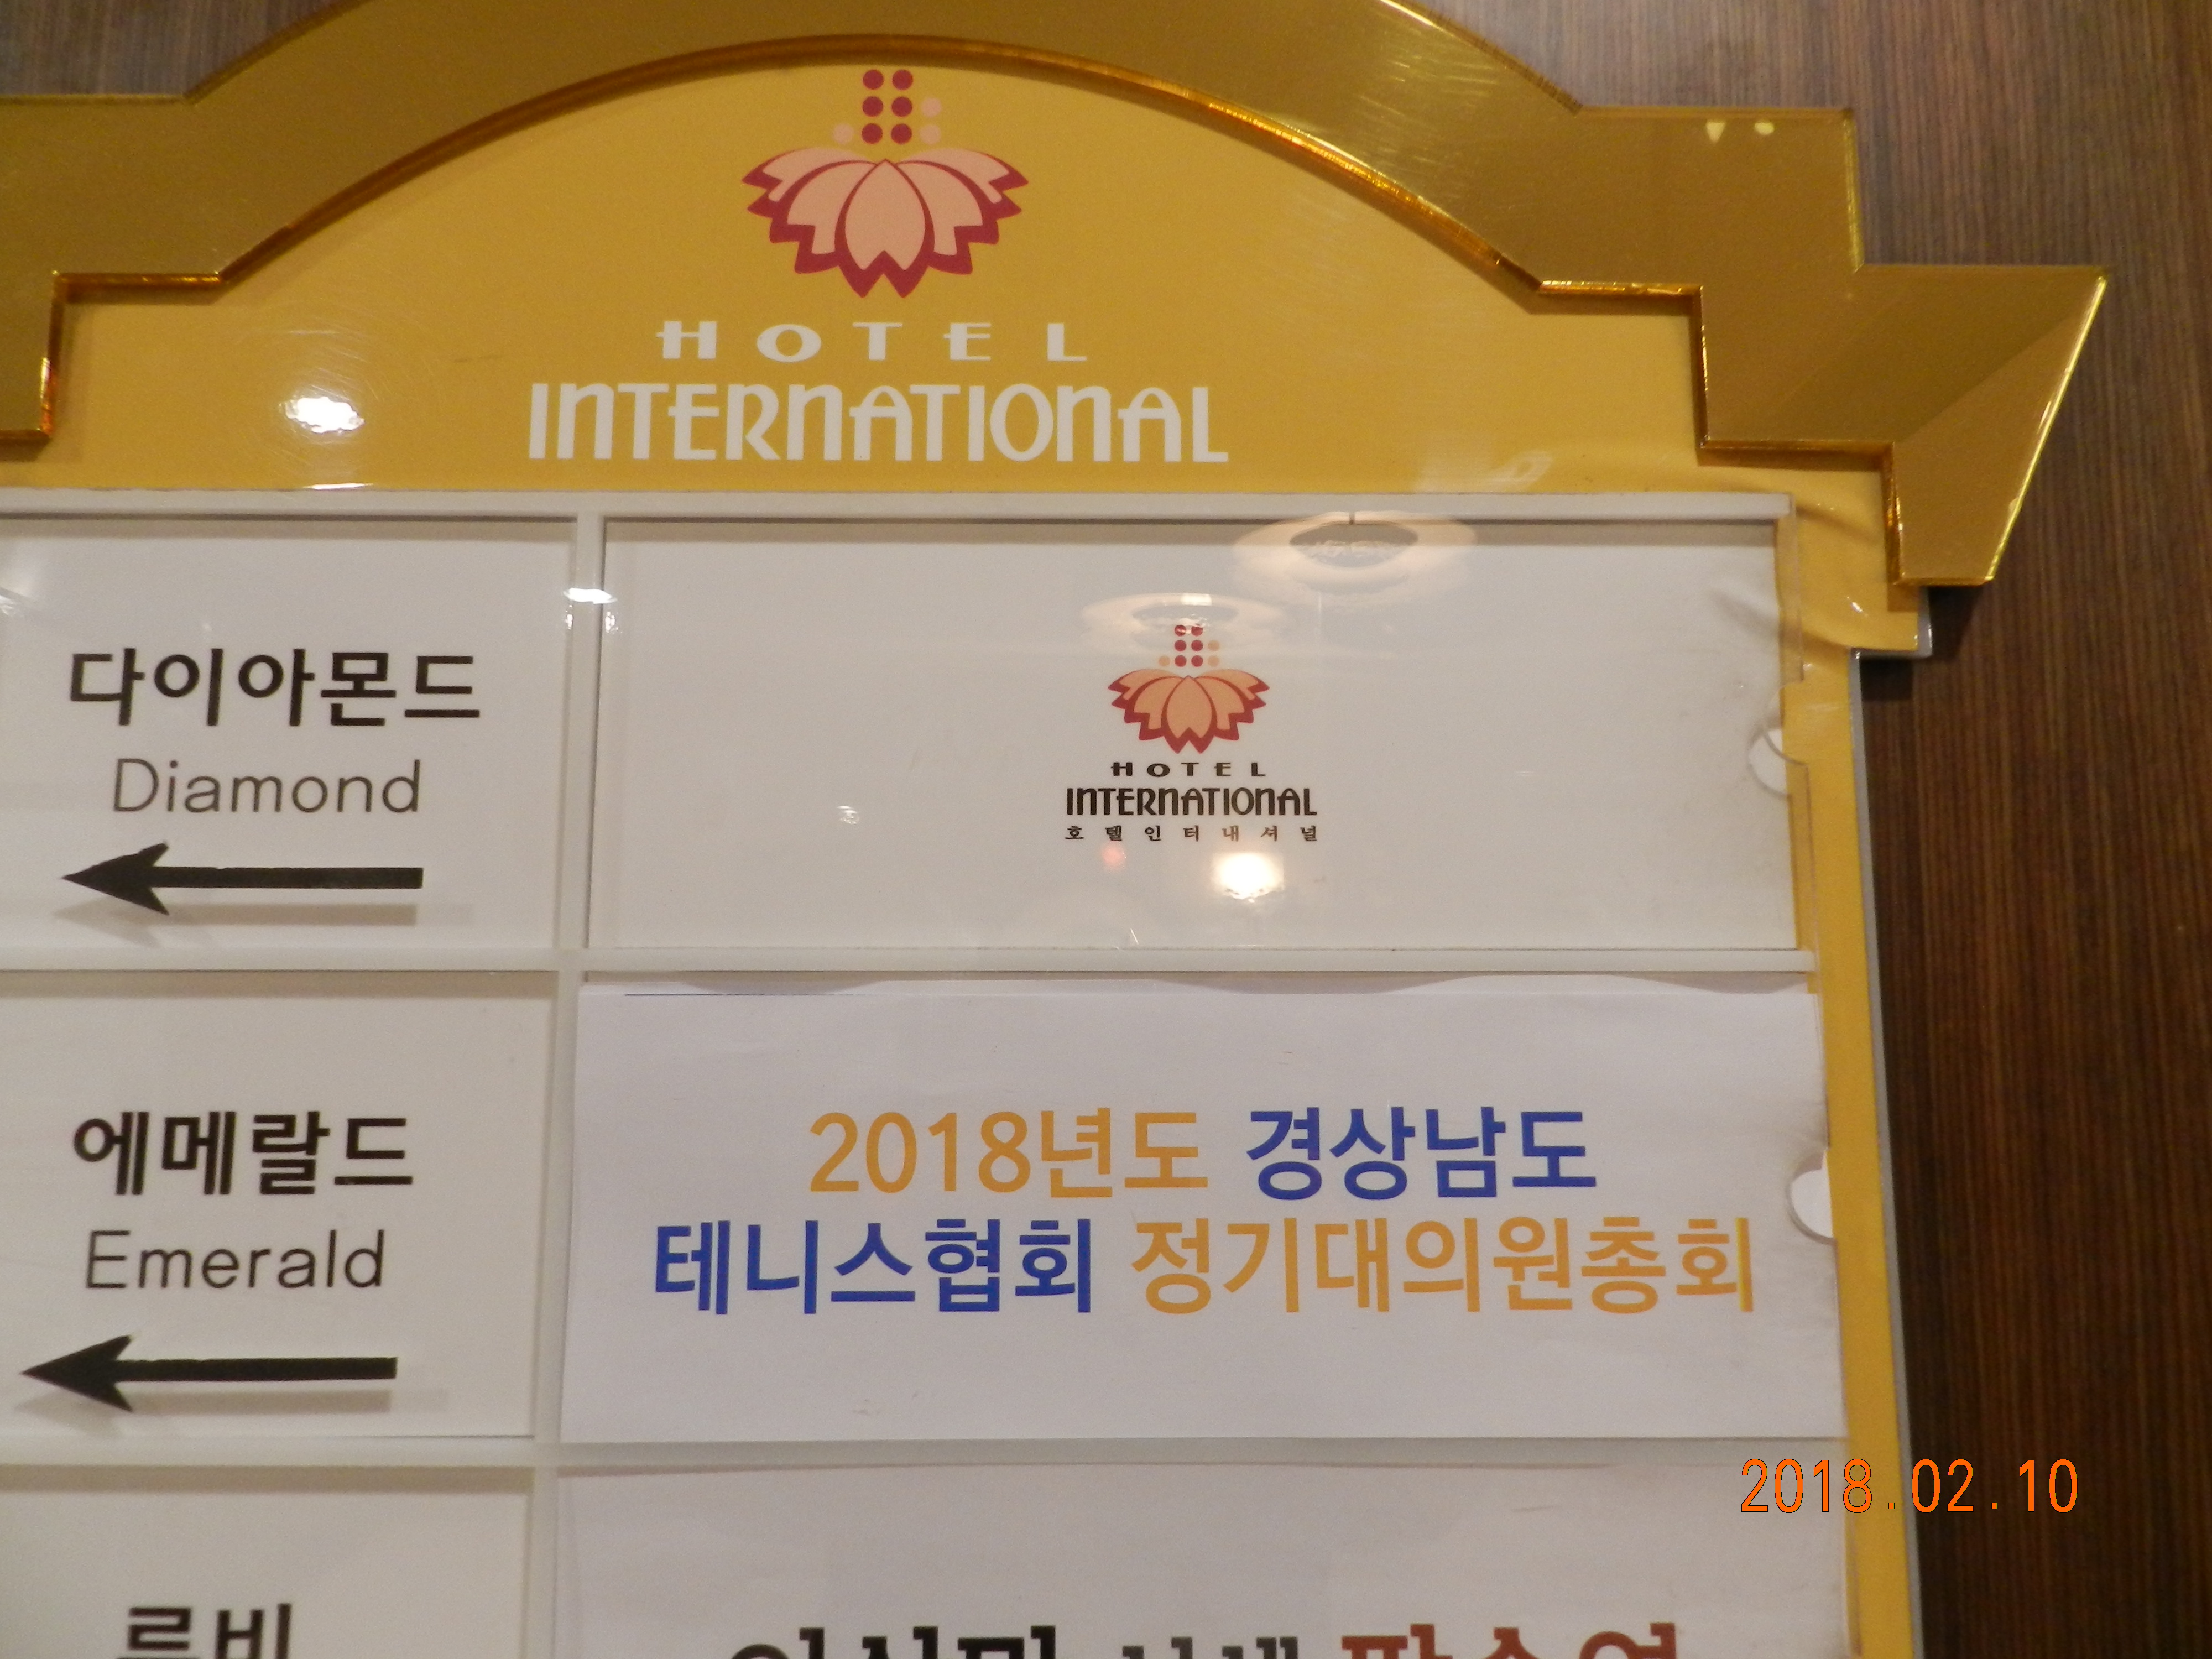 HOTEL
INTERNATIONAL
다이아몬드
Diamond
HOTEL
INTERNATIONAL
호텔인터내셔널
에메랄드
Emerald
2018년도 경상남도
테니스협회 정기대의원총회
2018.02.10
루비